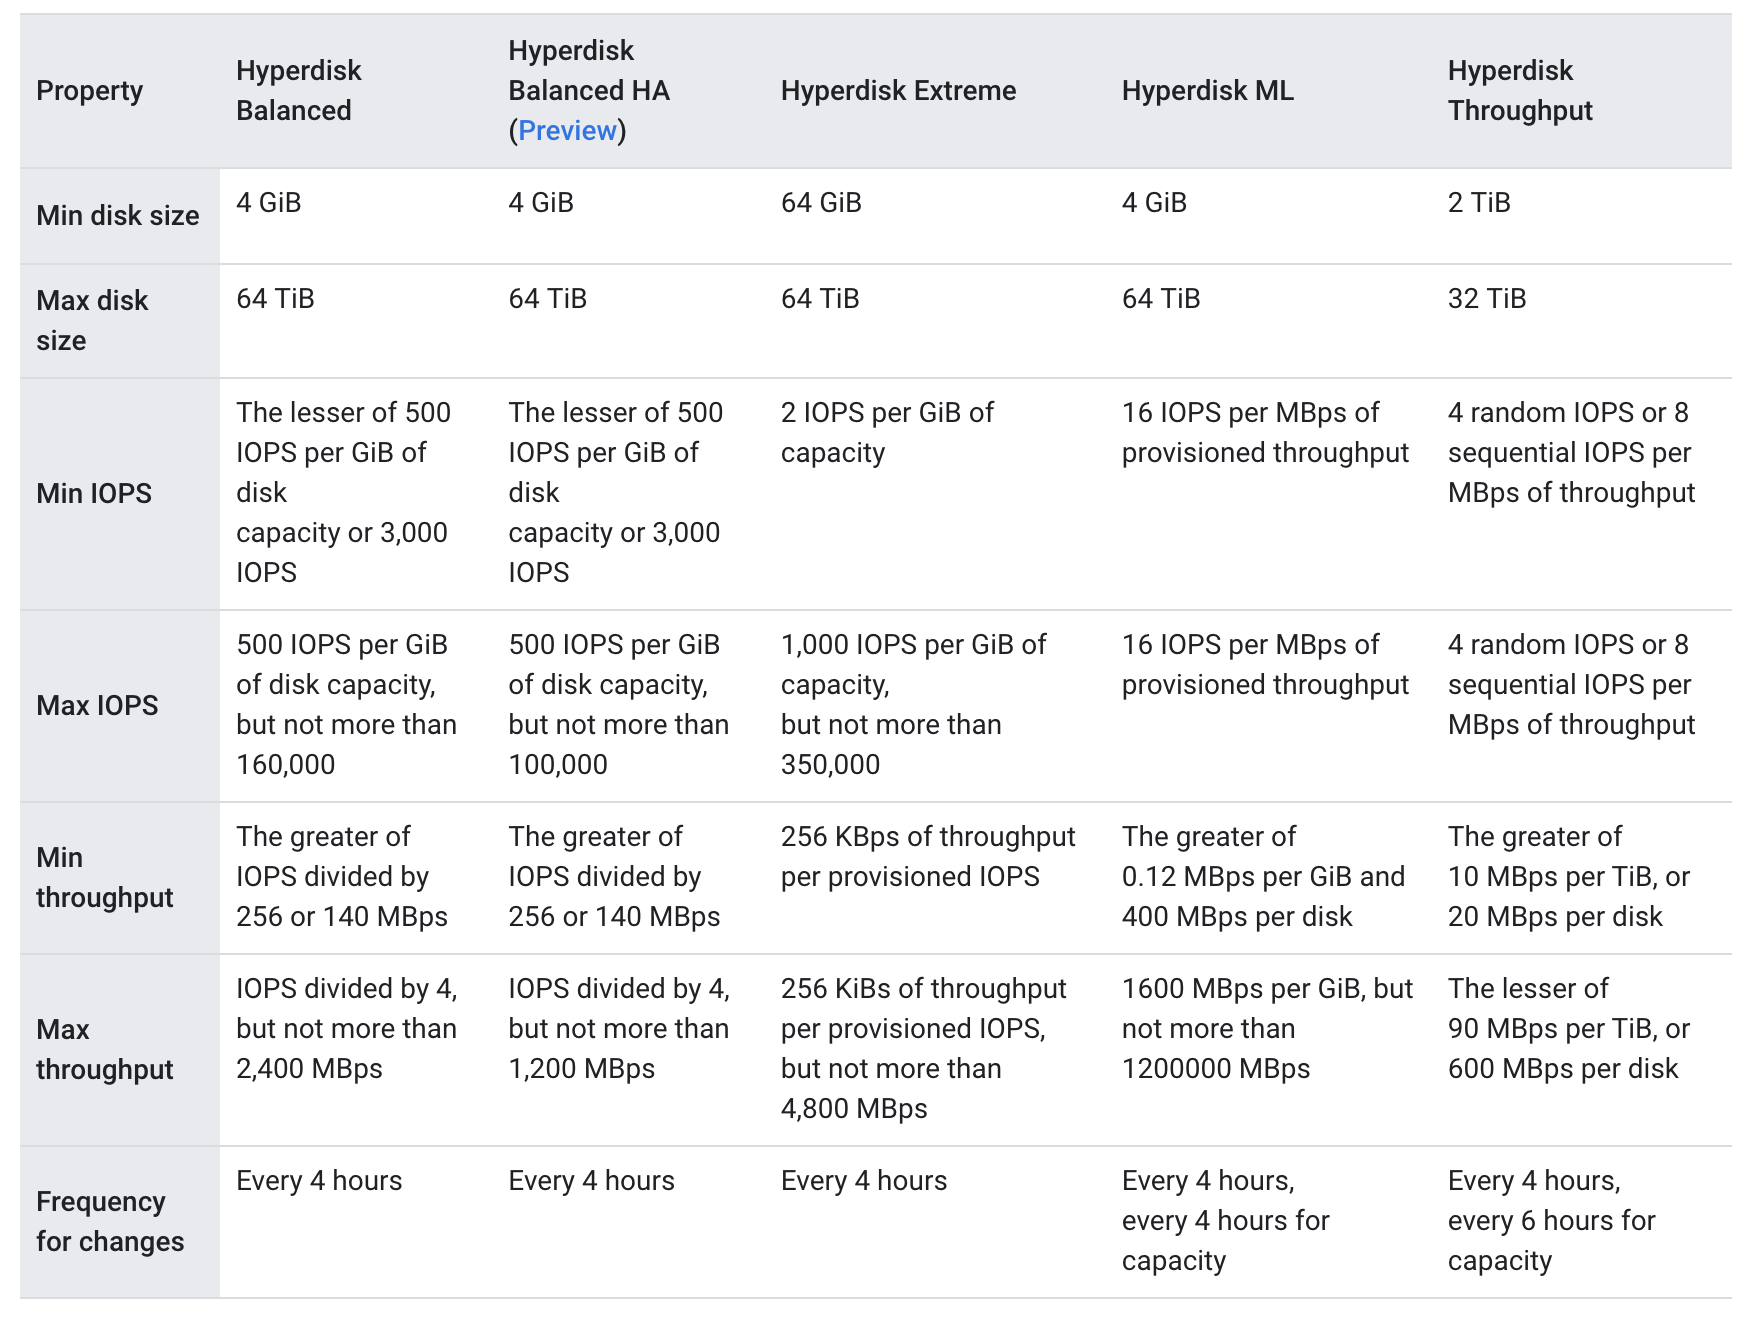 Property
Hyperdisk
Balanced
Hyperdisk
Balanced HA
(Preview)
Hyperdisk Extreme
Hyperdisk ML
Hyperdisk
Throughput
Min disk size
4 GiB
4 GiB
64 GiB
4 GiB
2 TiB
Max disk
size
64 TiB
64 TiB
64 TiB
64 TiB
32 TiB
Min IOPS
The lesser of 500
IOPS per GiB of
disk
capacity or 3,000
IOPS
The lesser of 500
IOPS per GiB of
disk
capacity or 3,000
IOPS
2 IOPS per GiB of
capacity
16 IOPS per MBps of
provisioned throughput
4 random IOPS or 8
sequential IOPS per
MBps of throughput
Max IOPS
500 IOPS per GiB
of disk capacity,
but not more than
160,000
500 IOPS per GiB
of disk capacity,
but not more than
100,000
1,000 IOPS per GiB of
capacity,
but not more than
350,000
16 IOPS per MBps of
provisioned throughput
4 random IOPS or 8
sequential IOPS per
MBps of throughput
Min
throughput
The greater of
IOPS divided by
256 or 140 MBps
The greater of
IOPS divided by
256 or 140 MBps
256 KBps of throughput
per provisioned IOPS
The greater of
0.12 MBps per GiB and
400 MBps per disk
The greater of
10 MBps per TiB, or
20 MBps per disk
Max
throughput
IOPS divided by 4,
but not more than
2,400 MBps
IOPS divided by 4,
but not more than
1,200 MBps
256 KiBs of throughput
per provisioned IOPS,
but not more than
4,800 MBps
1600 MBps per GiB, but
not more than
1200000 MBps
The lesser of
90 MBps per TiB, or
600 MBps per disk
Frequency
for changes
Every 4 hours
Every 4 hours
Every 4 hours
Every 4 hours,
every 4 hours for
capacity
Every 4 hours,
every 6 hours for
capacity